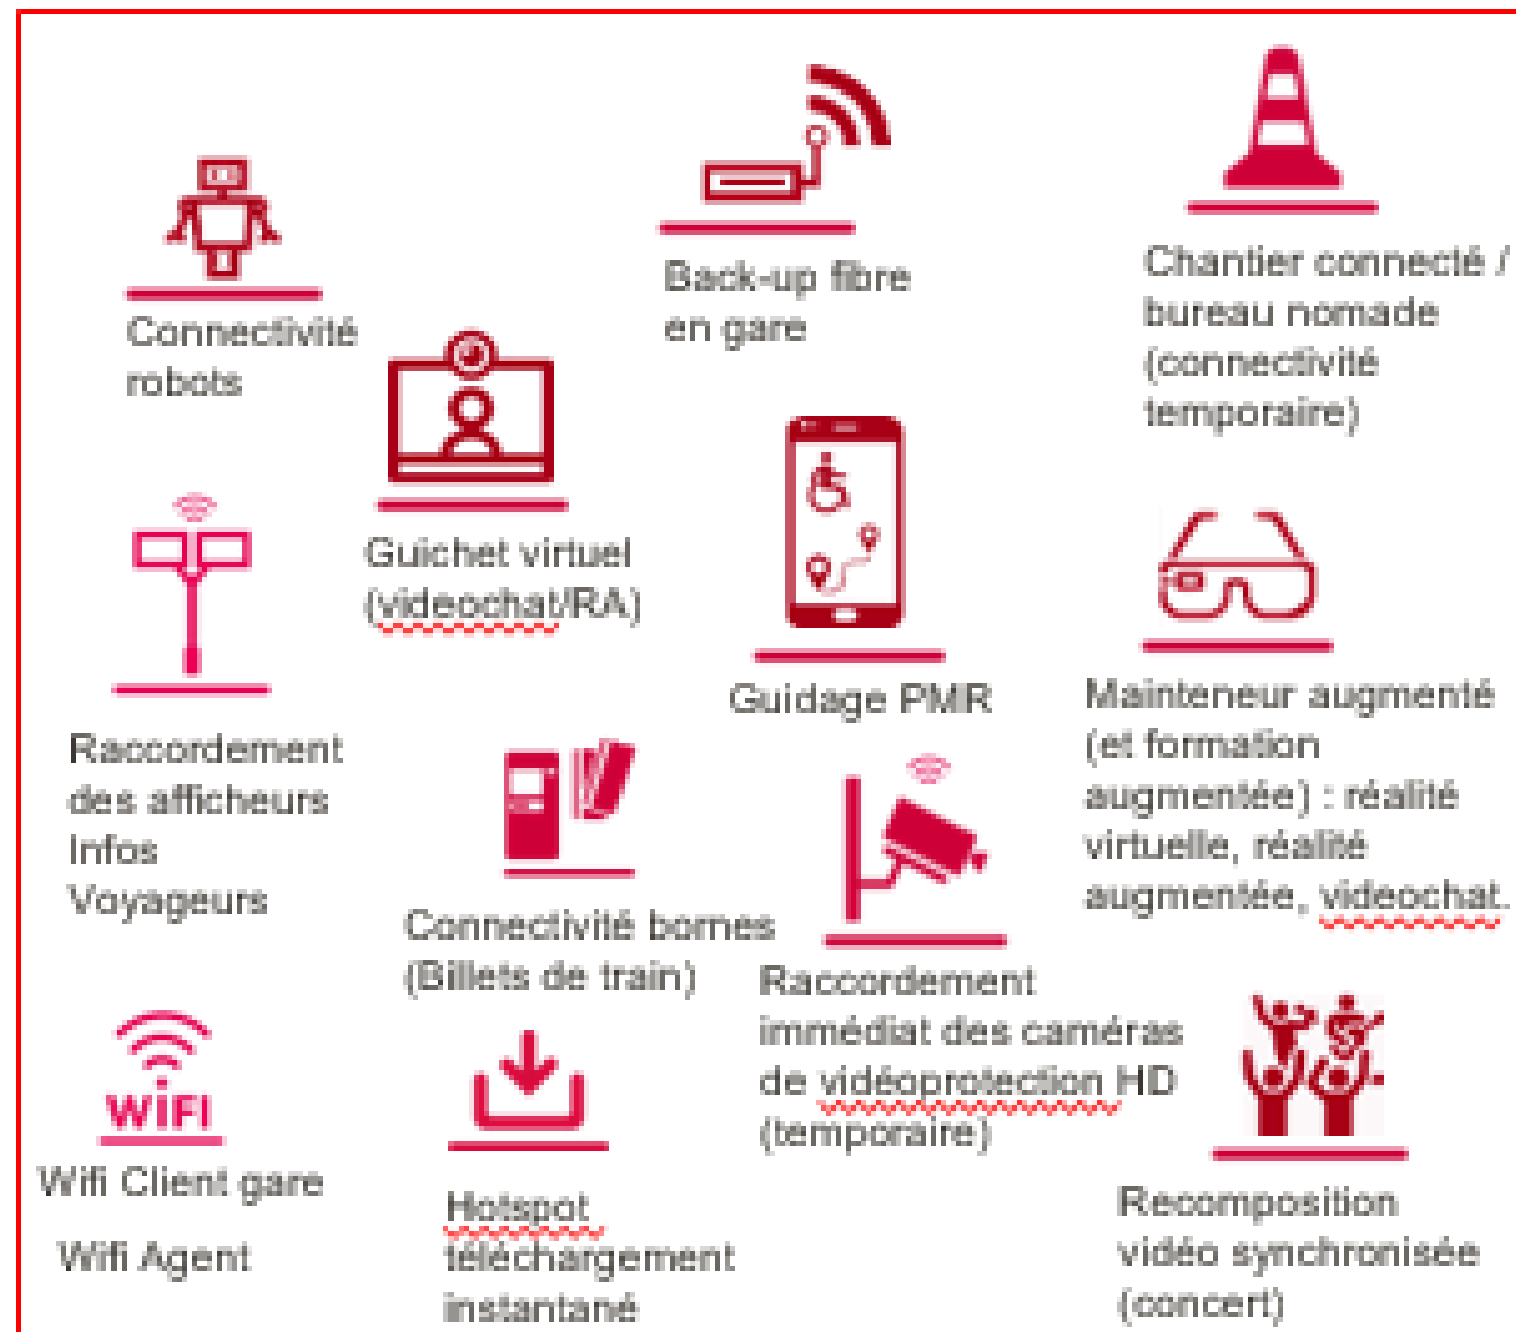 Connectivité
robots
Back-up fibre
en gare
Chantier connecté /
bureau nomade
(connectivité
temporaire)
Guichet virtuel
(videochat/RA)
Raccordement
des afficheurs
Infos
Voyageurs
Guidage PMR
Mainteneur augmenté
(et formation
augmentée) : réalité
virtuelle, réalité
augmentée, videochat.
Connectivité bornes
(Billets de train)
Raccordement
immédiat des caméras
de vidéoprotection HD
(temporaire)
WiFi
Wifi Client gare
Wifi Agent
Hotspot
téléchargement
instantané
Recomposition
vidéo synchronisée
(concert)